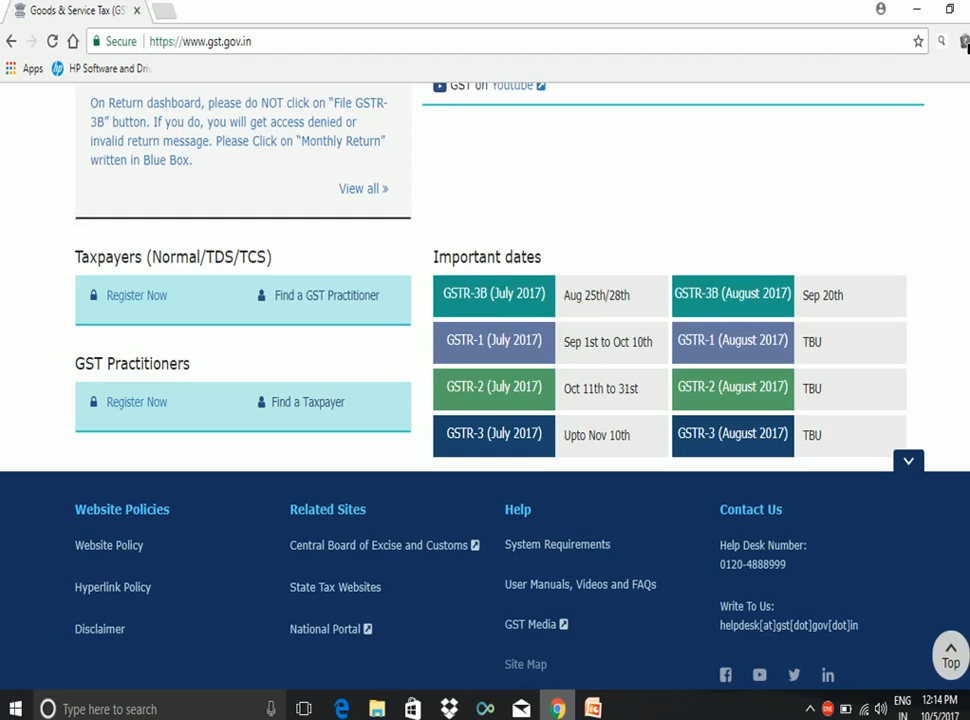 Goods & Service Tax (GS
Secure
https://www.gst.gov.in
Apps
HP Software and Driv
On Return dashboard, please do NOT click on "File GSTR-
3B" button. If you do, you will get access denied or
invalid return message. Please Click on "Monthly Return"
written in Blue Box.
View all »
GST on Youtube
Taxpayers (Normal/TDS/TCS)
Register Now
Find a GST Practitioner
GST Practitioners
Register Now
Find a Taxpayer
Important dates
GSTR-3B (July 2017) Aug 25th/28th GSTR-3B (August 2017) Sep 20th
GSTR-1 (July 2017) Sep 1st to Oct 10th GSTR-1 (August 2017) TBU
GSTR-2 (July 2017) Oct 11th to 31st GSTR-2 (August 2017) TBU
GSTR-3 (July 2017) Upto Nov 10th GSTR-3 (August 2017) TBU
Website Policies
Website Policy
Hyperlink Policy
Disclaimer
Related Sites
Central Board of Excise and Customs
State Tax Websites
National Portal
Help
System Requirements
User Manuals, Videos and FAQs
GST Media
Site Map
Contact Us
Help Desk Number:
0120-4888999
Write To Us:
helpdesk[at]gst[dot]gov[dot]in
Top
Type here to search
ENG
IN
12:14 PM
10/5/2017